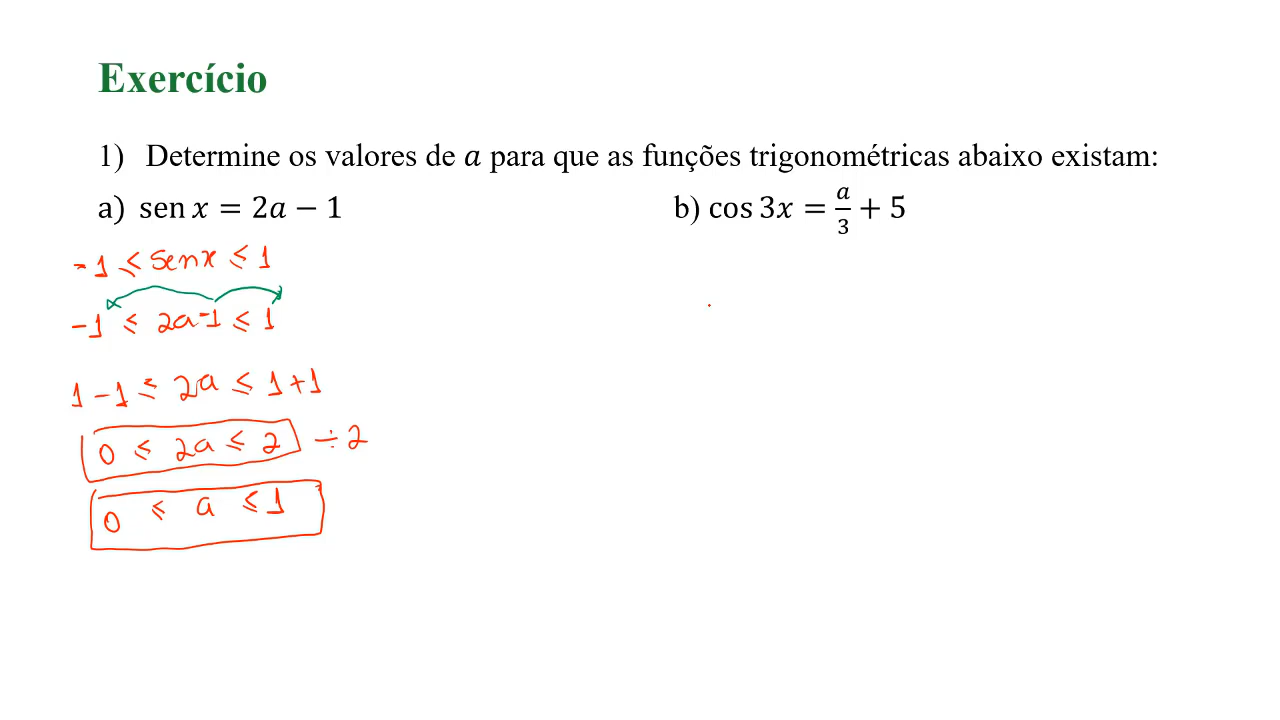 Exercício
1) Determine os valores de a para que as funções trigonométricas abaixo existam:
a) sen x = 2a − 1
b) cos 3x = a/3 + 5
-1 ≤ sen x ≤ 1
-1 ≤ 2a-1 ≤ 1
1-1 ≤ 2a ≤ 1+1
0 ≤ 2a ≤ 2 ÷2
0 ≤ a ≤ 1